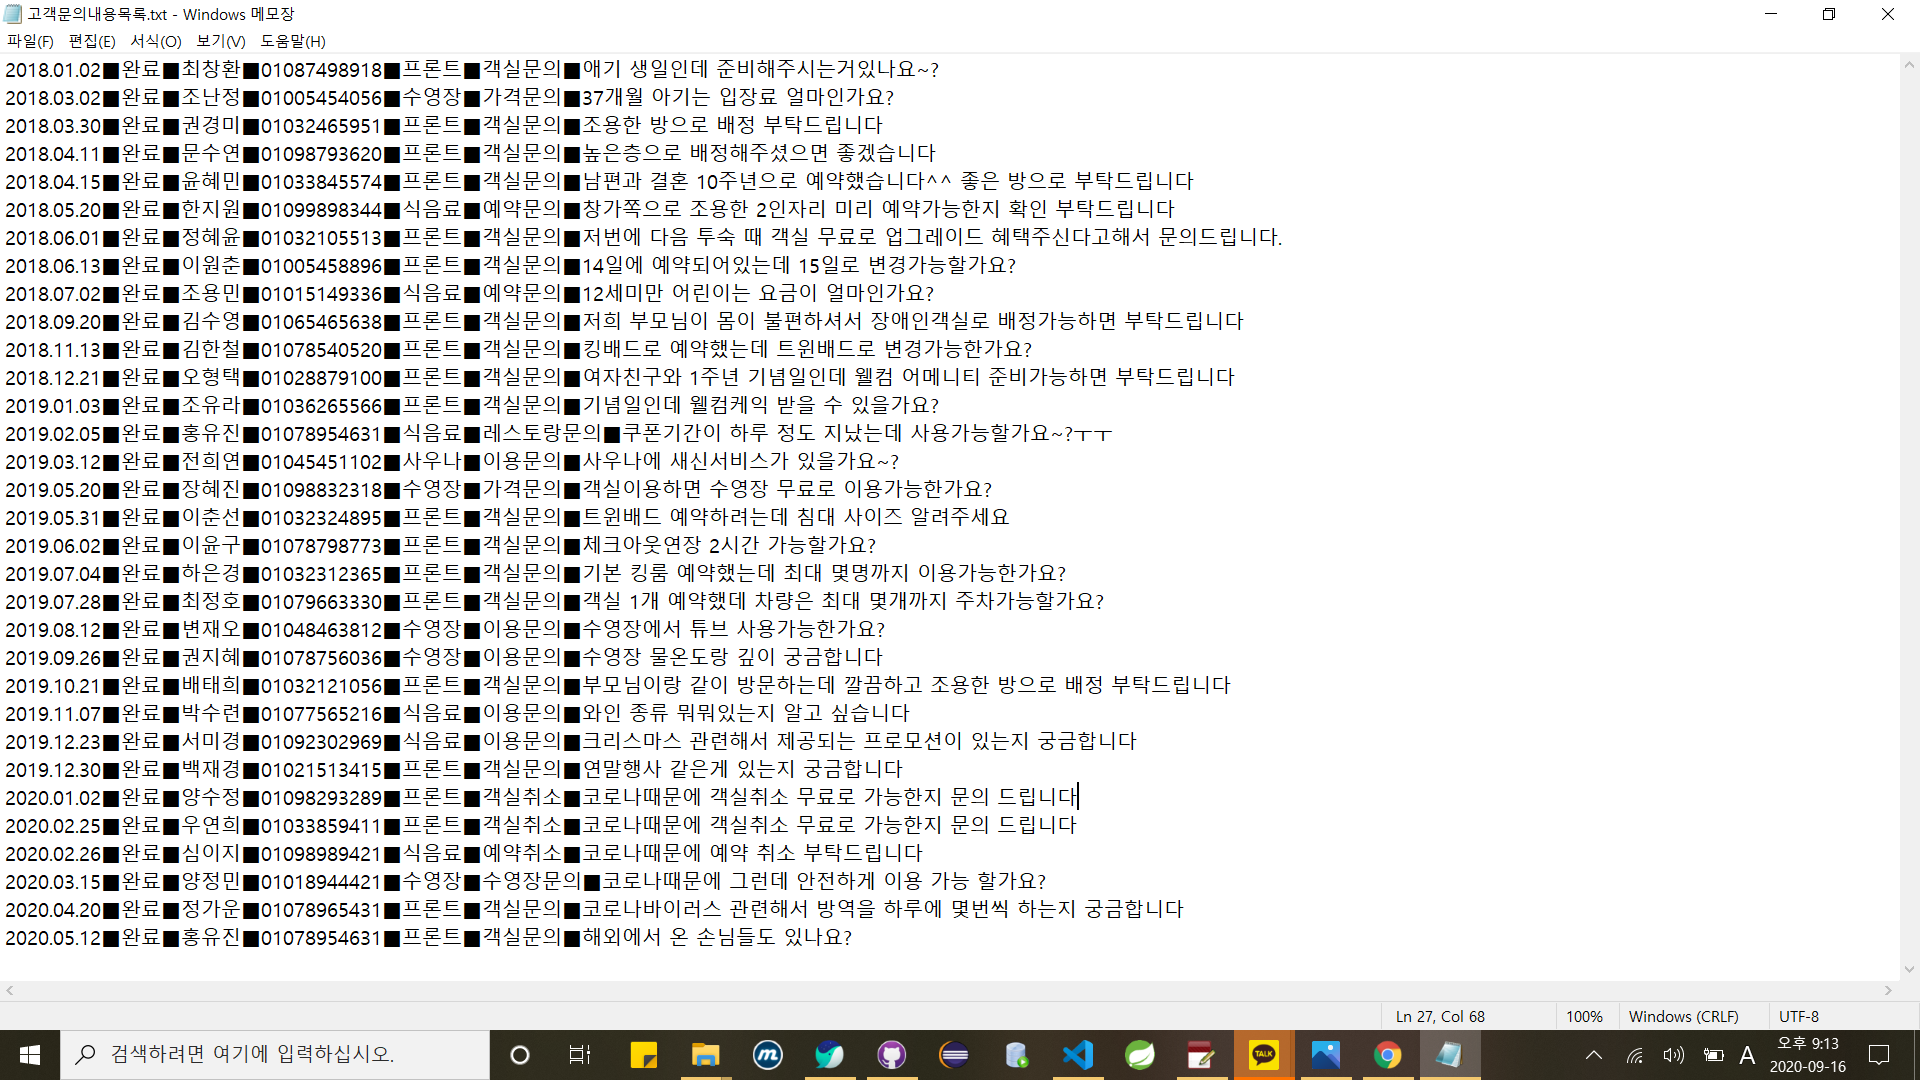 고객문의내용목록.txt - Windows 메모장
파일(F) 편집(E) 서식(O) 보기(V) 도움말(H)
2018.01.02■완료■최창환■01087498918■프론트■객실문의■애기 생일인데 준비해주시는거있나요~?
2018.03.02■완료■조난정■01005454056■수영장■가격문의■37개월 아기는 입장료 얼마인가요?
2018.03.30■완료■권경미■01032465951■프론트■객실문의■조용한 방으로 배정 부탁드립니다
2018.04.11■완료■문수연■01098793620■프론트■객실문의■높은층으로 배정해주셨으면 좋겠습니다
2018.04.15■완료■윤혜민■01033845574■프론트■객실문의■남편과 결혼 10주년으로 예약했습니다^^ 좋은 방으로 부탁드립니다
2018.05.20■완료■한지원■01099898344■식음료■예약문의■창가쪽으로 조용한 2인자리 미리 예약가능한지 확인 부탁드립니다
2018.06.01■완료■정혜윤■01032105513■프론트■객실문의■저번에 다음 투숙 때 객실 무료로 업그레이드 혜택주신다고해서 문의드립니다.
2018.06.13■완료■이원춘■01005458896■프론트■객실문의■14일에 예약되어있는데 15일로 변경가능할가요?
2018.07.02■완료■조용민■01015149336■식음료■예약문의■12세미만 어린이는 요금이 얼마인가요?
2018.09.20■완료■김수영■01065465638■프론트■객실문의■저희 부모님이 몸이 불편하셔서 장애인객실로 배정가능하면 부탁드립니다
2018.11.13■완료■김한철■01078540520■프론트■객실문의■킹배드로 예약했는데 트윈배드로 변경가능한가요?
2018.12.21■완료■오형택■01028879100■프론트■객실문의■여자친구와 1주년 기념일인데 웰컴 어메니티 준비가능하면 부탁드립니다
2019.01.03■완료■조유라■01036265566■프론트■객실문의■기념일인데 웰컴케익 받을 수 있을가요?
2019.02.05■완료■홍유진■01078954631■식음료■레스토랑문의■쿠폰기간이 하루 정도 지났는데 사용가능할가요~?ㅜㅜ
2019.03.12■완료■전희연■01045451102■사우나■이용문의■사우나에 새신서비스가 있을가요~?
2019.05.20■완료■장혜진■01098832318■수영장■가격문의■객실이용하면 수영장 무료로 이용가능한가요?
2019.05.31■완료■이춘선■01032324895■프론트■객실문의■트윈배드 예약하려는데 침대 사이즈 알려주세요
2019.06.02■완료■이윤구■01078798773■프론트■객실문의■체크아웃연장 2시간 가능할가요?
2019.07.04■완료■하은경■01032312365■프론트■객실문의■기본 킹룸 예약했는데 최대 몇명까지 이용가능한가요?
2019.07.28■완료■최정호■01079663330■프론트■객실문의■객실 1개 예약했데 차량은 최대 몇개까지 주차가능할가요?
2019.08.12■완료■변재오■01048463812■수영장■이용문의■수영장에서 튜브 사용가능한가요?
2019.09.26■완료■권지혜■01078756036■수영장■이용문의■수영장 물온도랑 깊이 궁금합니다
2019.10.21■완료■배태희■01032121056■프론트■객실문의■부모님이랑 같이 방문하는데 깔끔하고 조용한 방으로 배정 부탁드립니다
2019.11.07■완료■박수련■01077565216■식음료■이용문의■와인 종류 뭐뭐있는지 알고 싶습니다
2019.12.23■완료■서미경■01092302969■식음료■이용문의■크리스마스 관련해서 제공되는 프로모션이 있는지 궁금합니다
2019.12.30■완료■백재경■01021513415■프론트■객실문의■연말행사 같은게 있는지 궁금합니다
2020.01.02■완료■양수정■01098293289■프론트■객실취소■코로나때문에 객실취소 무료로 가능한지 문의 드립니다
2020.02.25■완료■우연희■01033859411■프론트■객실취소■코로나때문에 객실취소 무료로 가능한지 문의 드립니다
2020.02.26■완료■심이지■01098989421■식음료■예약취소■코로나때문에 예약 취소 부탁드립니다
2020.03.15■완료■양정민■01018944421■수영장■수영장문의■코로나때문에 그런데 안전하게 이용 가능 할가요?
2020.04.20■완료■정가운■01078965431■프론트■객실문의■코로나바이러스 관련해서 방역을 하루에 몇번씩 하는지 궁금합니다
2020.05.12■완료■홍유진■01078954631■프론트■객실문의■해외에서 온 손님들도 있나요?
Ln 27, Col 68 100% Windows (CRLF) UTF-8
검색하려면 여기에 입력하십시오.
TALK
A
오후 9:13
2020-09-16